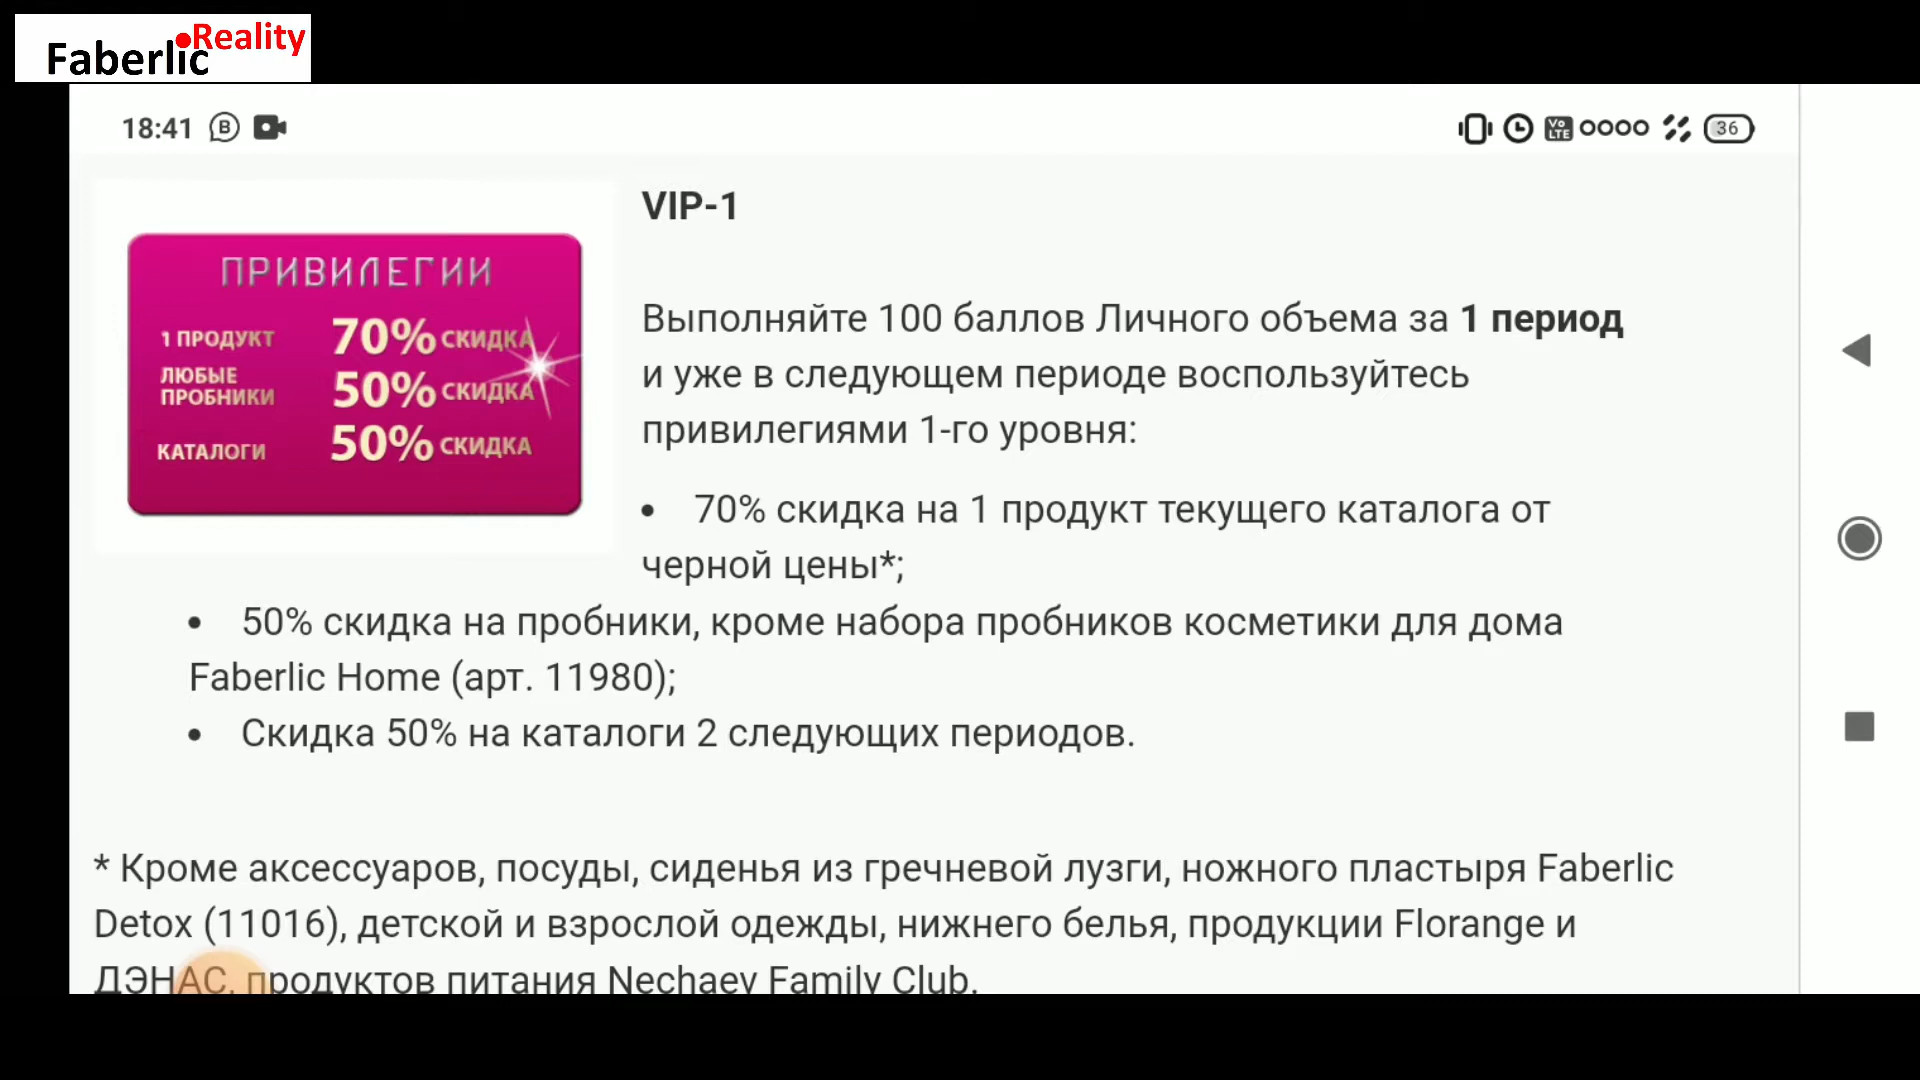 Faberlic Reality
18:41 B Vo LTE 36
ПРИВИЛЕГИИ
1 ПРОДУКТ 70% СКИДКА
ЛЮБЫЕ
ПРОБНИКИ 50% СКИДКА
КАТАЛОГИ 50% СКИДКА
VIP-1
Выполняйте 100 баллов Личного объема за 1 период
и уже в следующем периоде воспользуйтесь
привилегиями 1-го уровня:
• 70% скидка на 1 продукт текущего каталога от
черной цены*;
• 50% скидка на пробники, кроме набора пробников косметики для дома
Faberlic Home (арт. 11980);
• Скидка 50% на каталоги 2 следующих периодов.
* Кроме аксессуаров, посуды, сиденья из гречневой лузги, ножного пластыря Faberlic
Detox (11016), детской и взрослой одежды, нижнего белья, продукции Florange и
ДЭНАС, продуктов питания Nechaev Family Club.